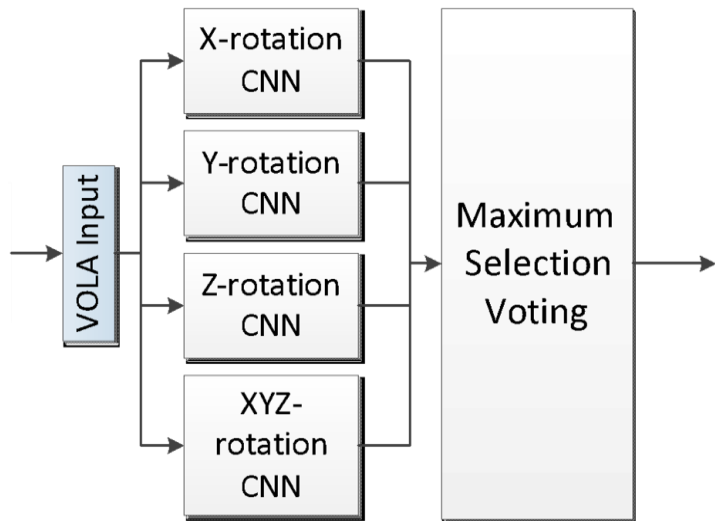 VOLA Input
X-rotation
CNN
Y-rotation
CNN
Z-rotation
CNN
XYZ-
rotation
CNN
Maximum
Selection
Voting